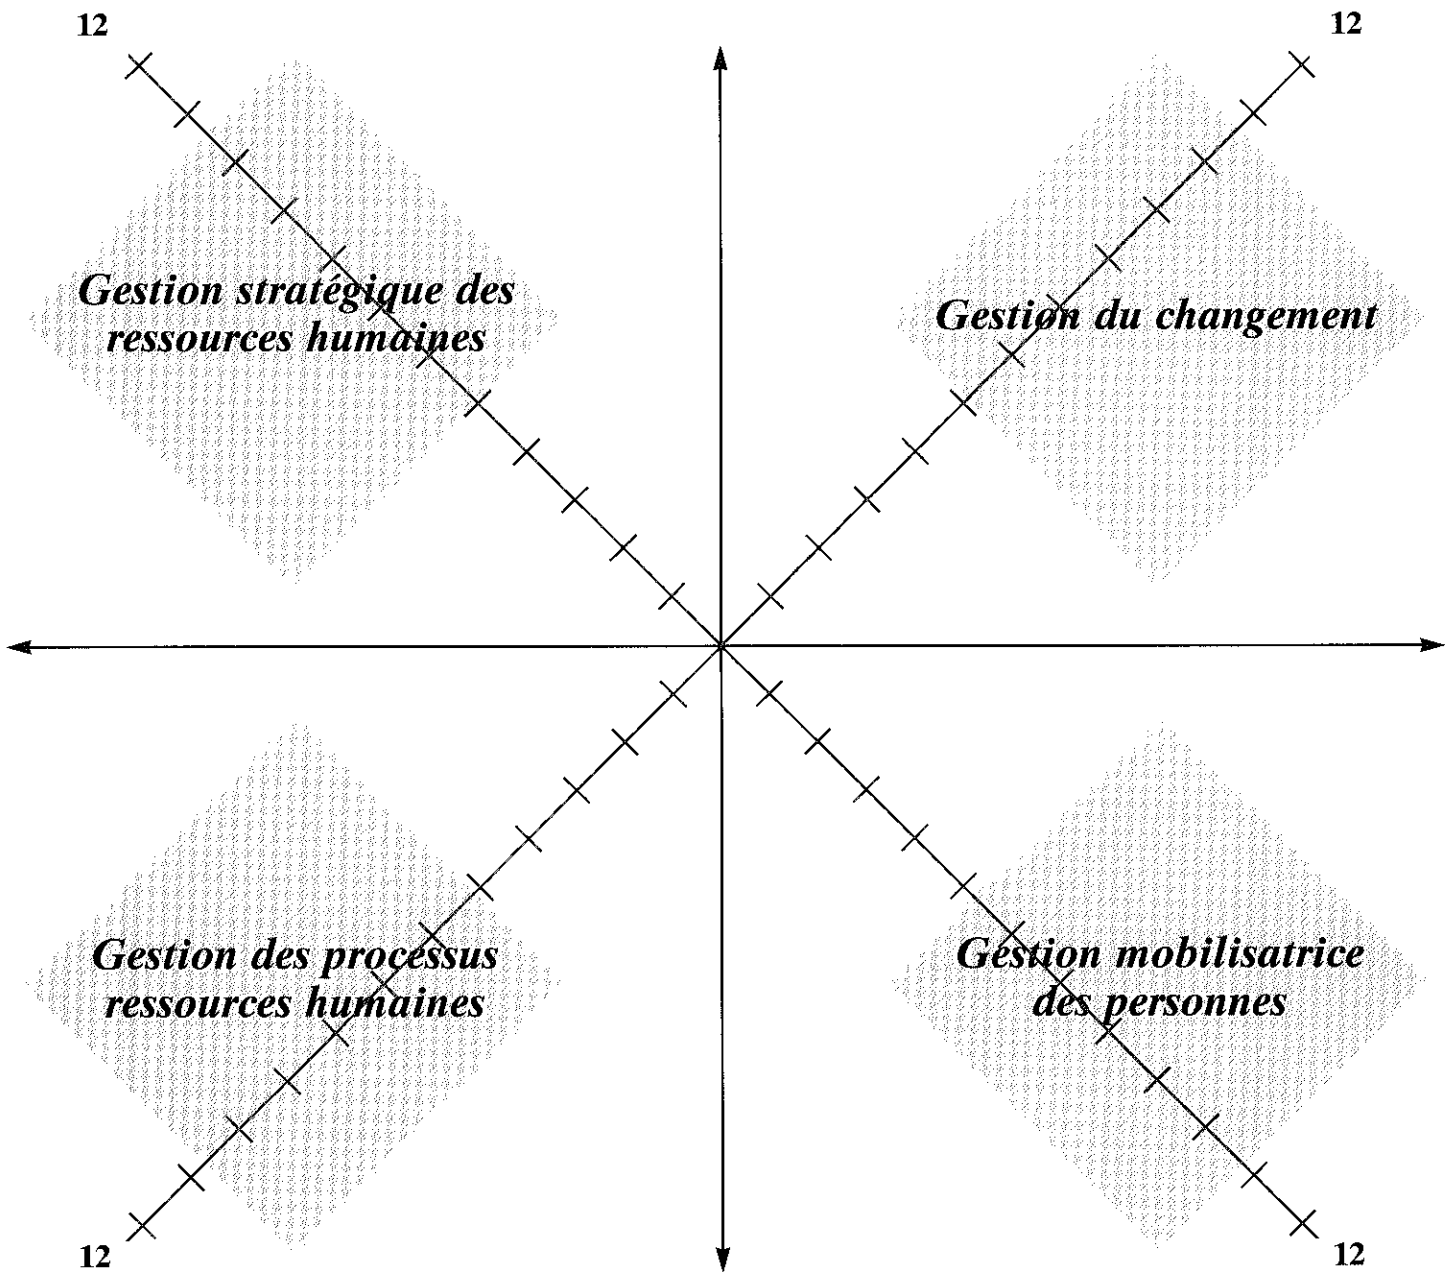 12
12
Gestion stratégique des
ressources humaines
Gestion du changement
Gestion des processus
ressources humaines
Gestion mobilisatrice
des personnes
12
12